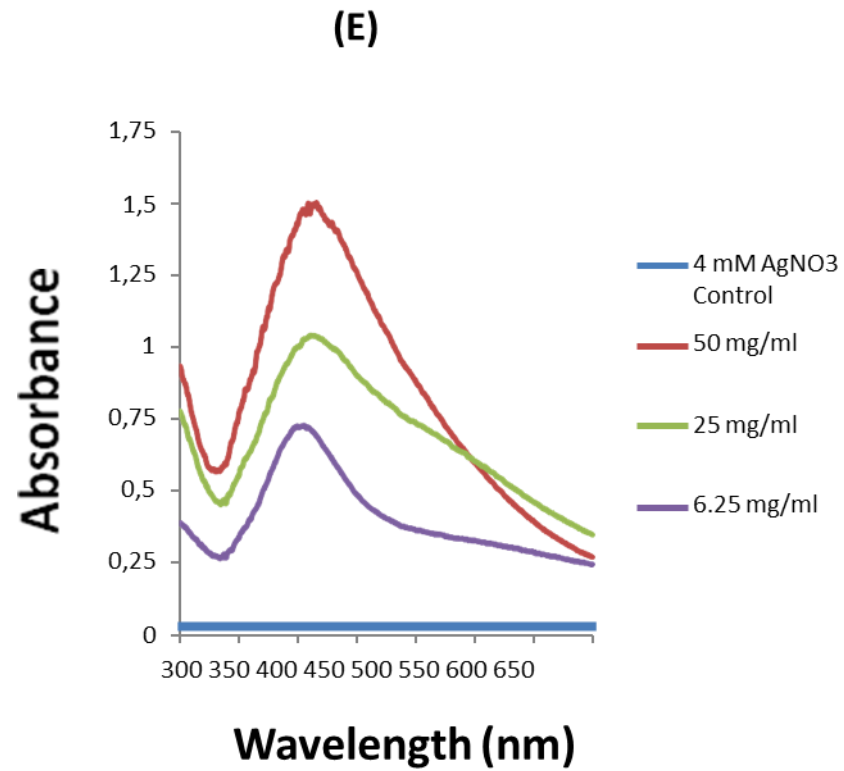 (E)
1,75
1,5
1,25
1
0,75
0,5
0,25
0
Absorbance
300 350 400 450 500 550 600 650
Wavelength (nm)
4 mM AgNO3
Control
50 mg/ml
25 mg/ml
6.25 mg/ml